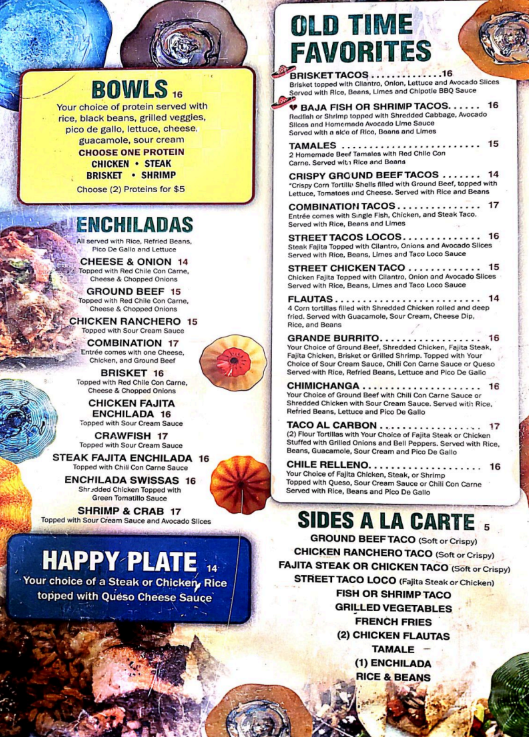 BOWLS 16
Your choice of protein served with
rice, black beans, grilled veggies,
pico de gallo, lettuce, cheese,
guacamole, sour cream
CHOOSE ONE PROTEIN
CHICKEN • STEAK
BRISKET • SHRIMP
Choose (2) Proteins for $5
ENCHILADAS
All served with Rice, Refried Beans,
Pico De Gallo and Lettuce
CHEESE & ONION 14
Topped with Red Chile Con Carne,
Cheese & Chopped Onions
GROUND BEEF 15
Topped with Red Chile Con Carne,
Cheese & Chopped Onions
CHICKEN RANCHERO 15
Topped with Sour Cream Sauce
COMBINATION 17
Entrée comes with one Cheese,
Chicken, and Ground Beef
BRISKET 16
Topped with Red Chile Con Carne,
Cheese & Chopped Onions
CHICKEN FAJITA
ENCHILADA 16
Topped with Sour Cream Sauce
CRAWFISH 17
Topped with Sour Cream Sauce
STEAK FAJITA ENCHILADA 16
Topped with Chili Con Carne Sauce
ENCHILADA SWISSAS 16
Shredded Chicken Topped with
Green Tomatillo Sauce
SHRIMP & CRAB 17
Topped with Sour Cream Sauce and Avocado Slices
HAPPY PLATE 14
Your choice of a Steak or Chicken, Rice
topped with Queso Cheese Sauce
OLD TIME
FAVORITES
BRISKET TACOS.............16
Brisket topped with Cilantro, Onion, Lettuce and Avocado Slices
Served with Rice, Beans, Limes and Chipotle BBQ Sauce
♥ BAJA FISH OR SHRIMP TACOS...... 16
Redfish or Shrimp topped with Shredded Cabbage, Avocado
Slices and Homemade Avocado Lime Sauce
Served with a side of Rice, Beans and Limes
TAMALES ........................ 15
2 Homemade Beef Tamales with Red Chile Con
Carne. Served with Rice and Beans
CRISPY GROUND BEEF TACOS ....... 14
*Crispy Corn Tortilla Shells filled with Ground Beef, topped with
Lettuce, Tomatoes and Cheese. Served with Rice and Beans
COMBINATION TACOS ............... 17
Entrée comes with Single Fish, Chicken, and Steak Taco.
Served with Rice, Beans and Limes
STREET TACOS LOCOS............... 16
Steak Fajita Topped with Cilantro, Onions and Avocado Slices
Served with Rice, Beans, Limes and Taco Loco Sauce
STREET CHICKEN TACO .............. 15
Chicken Fajita Topped with Cilantro, Onion and Avocado Slices
Served with Rice, Beans, Limes and Taco Loco Sauce
FLAUTAS .......................... 14
4 Corn tortillas filled with Shredded Chicken rolled and deep
fried. Served with Guacamole, Sour Cream, Cheese Dip,
Rice, and Beans
GRANDE BURRITO.................. 16
Your Choice of Ground Beef, Shredded Chicken, Fajita Steak,
Fajita Chicken, Brisket or Grilled Shrimp. Topped with Your
Choice of Sour Cream Sauce, Chili Con Carne Sauce or Queso
Served with Rice, Refried Beans, Lettuce and Pico De Gallo
CHIMICHANGA ..................... 16
Your Choice of Ground Beef with Chili Con Carne Sauce or
Shredded Chicken with Sour Cream Sauce. Served with Rice,
Refried Beans, Lettuce and Pico De Gallo
TACO AL CARBON .................. 17
(2) Flour Tortillas with Your Choice of Fajita Steak or Chicken
Stuffed with Grilled Onions and Bell Peppers. Served with Rice,
Beans, Guacamole, Sour Cream and Pico De Gallo
CHILE RELLENO..................... 16
Your Choice of Fajita Chicken, Steak, or Shrimp
Topped with Queso, Sour Cream Sauce or Chili Con Carne
Served with Rice, Beans and Pico De Gallo
SIDES A LA CARTE 5
GROUND BEEF TACO (Soft or Crispy)
CHICKEN RANCHERO TACO (Soft or Crispy)
FAJITA STEAK OR CHICKEN TACO (Soft or Crispy)
STREET TACO LOCO (Fajita Steak or Chicken)
FISH OR SHRIMP TACO
GRILLED VEGETABLES
FRENCH FRIES
(2) CHICKEN FLAUTAS
TAMALE
(1) ENCHILADA
RICE & BEANS